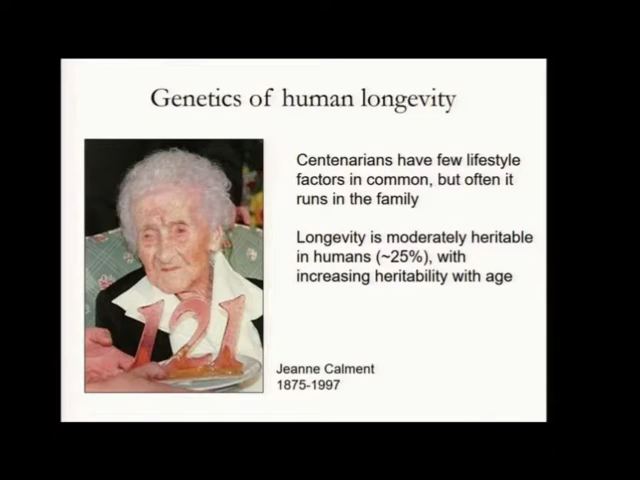 Genetics of human longevity
Centenarians have few lifestyle
factors in common, but often it
runs in the family
Longevity is moderately heritable
in humans (~25%), with
increasing heritability with age
121
Jeanne Calment
1875-1997